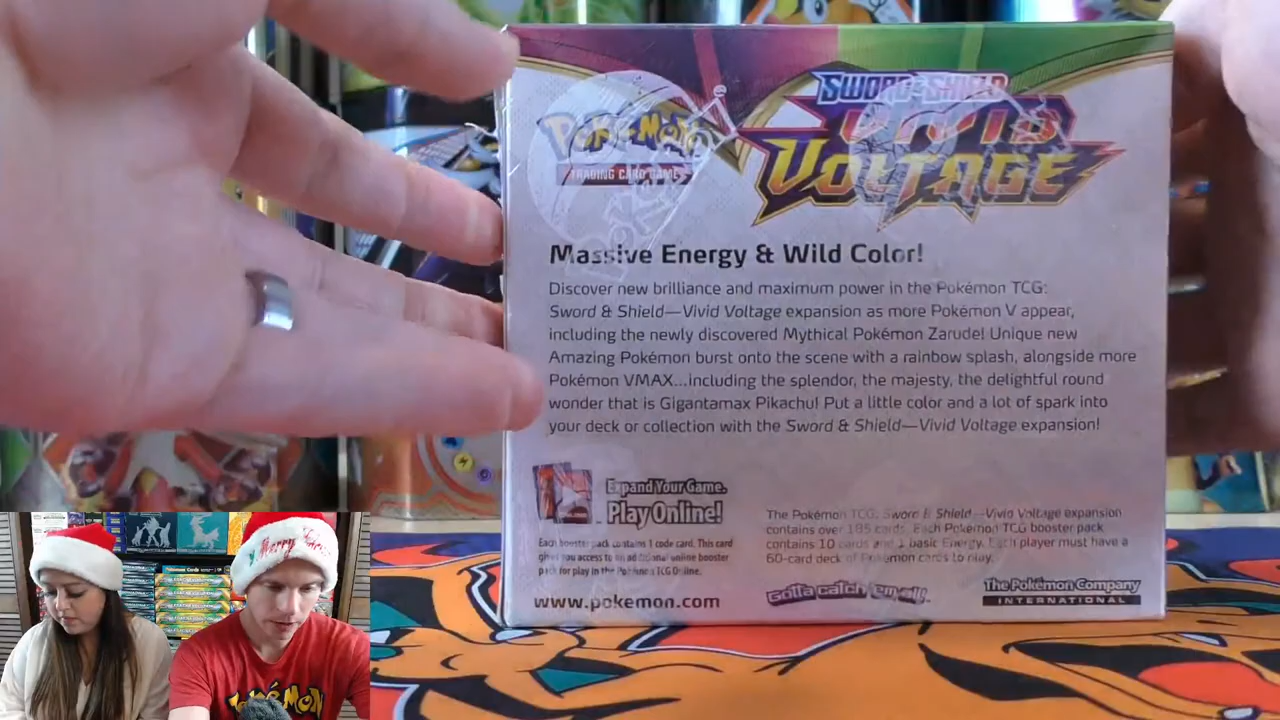 Pokémon
TRADING CARD GAME
SWORD & SHIELD
VIVID
VOLTAGE
Massive Energy & Wild Color!
Discover new brilliance and maximum power in the Pokémon TCG:
Sword & Shield—Vivid Voltage expansion as more Pokémon V appear,
including the newly discovered Mythical Pokémon Zarude! Unique new
Amazing Pokémon burst onto the scene with a rainbow splash, alongside more
Pokémon VMAX...including the splendor, the majesty, the delightful round
wonder that is Gigantamax Pikachu! Put a little color and a lot of spark into
your deck or collection with the Sword & Shield—Vivid Voltage expansion!
Expand Your Game.
Play Online!
Each booster pack contains 1 code card. This card
gives you access to an additional online booster
pack for play in the Pokémon TCG Online.
www.pokemon.com
The Pokémon TCG: Sword & Shield—Vivid Voltage expansion
contains over 185 cards. Each Pokémon TCG booster pack
contains 10 cards and 1 basic Energy. Each player must have a
60-card deck of Pokémon cards to play.
Gotta catch 'em all!
The Pokémon Company
INTERNATIONAL
Merry
POKéMON